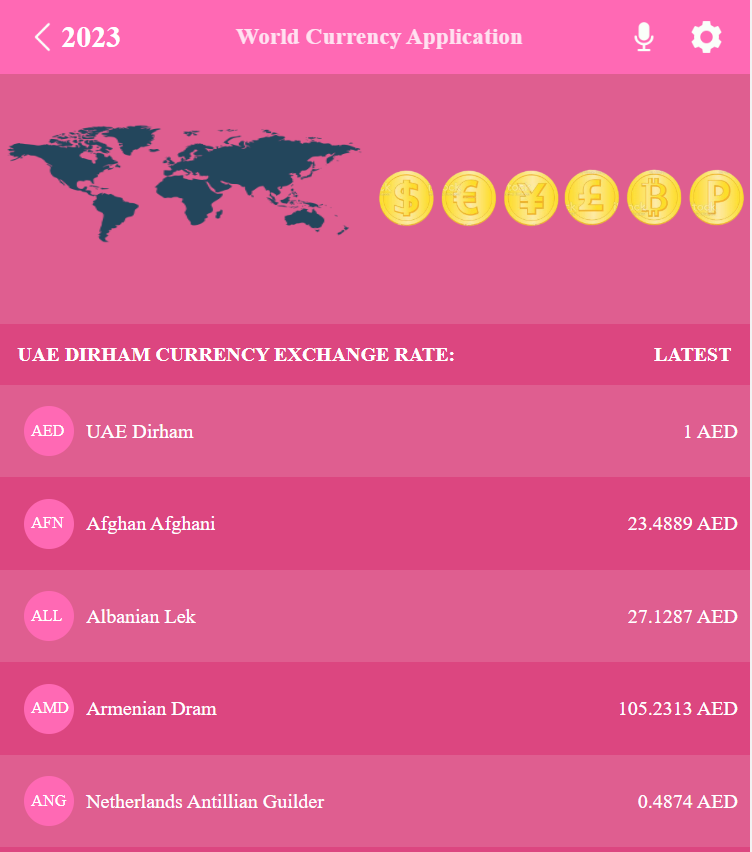 2023 World Currency Application
$ € ¥ £ ₿ P
UAE DIRHAM CURRENCY EXCHANGE RATE: LATEST
AED UAE Dirham 1 AED
AFN Afghan Afghani 23.4889 AED
ALL Albanian Lek 27.1287 AED
AMD Armenian Dram 105.2313 AED
ANG Netherlands Antillian Guilder 0.4874 AED